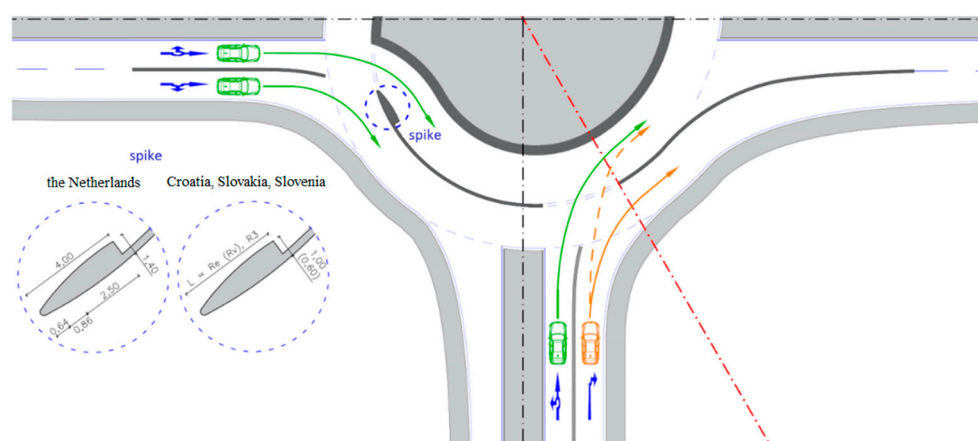 spike
spike
the Netherlands
Croatia, Slovakia, Slovenia
4,00
1,40
2,50
0,64
0,86
L = Re (Rv), R3
1,00
(0,60)